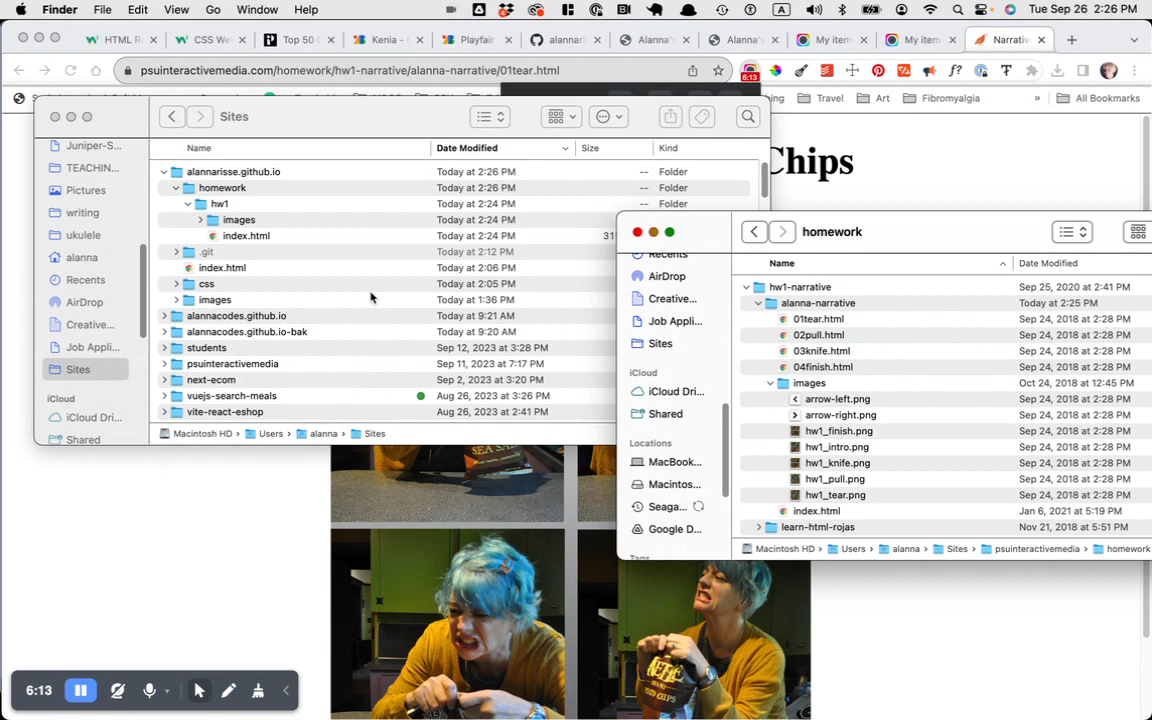 Finder File Edit View Go Window Help
A Tue Sep 26 2:26 PM
HTML R
CSS We
Top 50
Kenia -
Playfair
alannar
Alanna's
Alanna's
My item
My item
Narrativ
psuinteractivemedia.com/homework/hw1-narrative/alanna-narrative/01tear.html
6:13
f?
Travel
Art
Fibromyalgia
»
All Bookmarks
Sites
Name Date Modified Size Kind
Juniper-S...
TEACHIN...
Pictures
writing
ukulele
alanna
Recents
AirDrop
Creative...
Job Appli...
Sites
iCloud
iCloud Dri...
Shared
alannarisse.github.io Today at 2:26 PM -- Folder
homework Today at 2:26 PM -- Folder
hw1 Today at 2:24 PM -- Folder
images Today at 2:24 PM -- Folder
index.html Today at 2:24 PM 31
.git Today at 2:12 PM
index.html Today at 2:06 PM
css Today at 2:05 PM
images Today at 1:36 PM
alannacodes.github.io Today at 9:21 AM
alannacodes.github.io-bak Today at 9:20 AM
students Sep 12, 2023 at 3:28 PM
psuinteractivemedia Sep 11, 2023 at 7:17 PM
next-ecom Sep 2, 2023 at 3:20 PM
vuejs-search-meals Aug 26, 2023 at 3:26 PM
vite-react-eshop Aug 26, 2023 at 2:41 PM
Macintosh HD › Users › alanna › Sites
Chips
homework
Name Date Modified
Recents
AirDrop
Creative...
Job Appli...
Sites
iCloud
iCloud Dri...
Shared
Locations
MacBook...
Macintos...
Seaga...
Google D...
Tags
hw1-narrative Sep 25, 2020 at 2:41 PM
alanna-narrative Today at 2:25 PM
01tear.html Sep 24, 2018 at 2:28 PM
02pull.html Sep 24, 2018 at 2:28 PM
03knife.html Sep 24, 2018 at 2:28 PM
04finish.html Sep 24, 2018 at 2:28 PM
images Oct 24, 2018 at 12:45 PM
arrow-left.png Sep 24, 2018 at 2:28 PM
arrow-right.png Sep 24, 2018 at 2:28 PM
hw1_finish.png Sep 24, 2018 at 2:28 PM
hw1_intro.png Sep 24, 2018 at 2:28 PM
hw1_knife.png Sep 24, 2018 at 2:28 PM
hw1_pull.png Sep 24, 2018 at 2:28 PM
hw1_tear.png Sep 24, 2018 at 2:28 PM
index.html Jan 6, 2021 at 5:19 PM
learn-html-rojas Nov 21, 2018 at 5:51 PM
Macintosh HD › Users › alanna › Sites › psuinteractivemedia › homework
SEA SA
6:13